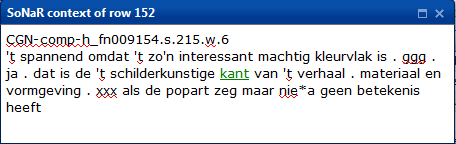 SoNaR context of row 152
CGN-comp-h_fn009154.s.215.w.6
't spannend omdat 't zo'n interessant machtig kleurvlak is . ggg .
ja . dat is de 't schilderkunstige kant van 't verhaal . materiaal en
vormgeving . xxx als de popart zeg maar nie*a geen betekenis
heeft